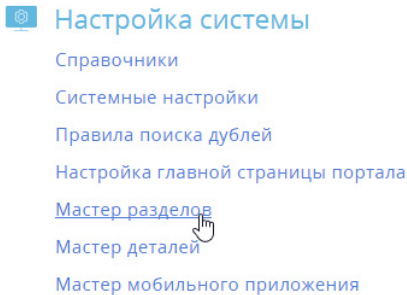 Настройка системы
Справочники
Системные настройки
Правила поиска дублей
Настройка главной страницы портала
Мастер разделов
Мастер деталей
Мастер мобильного приложения